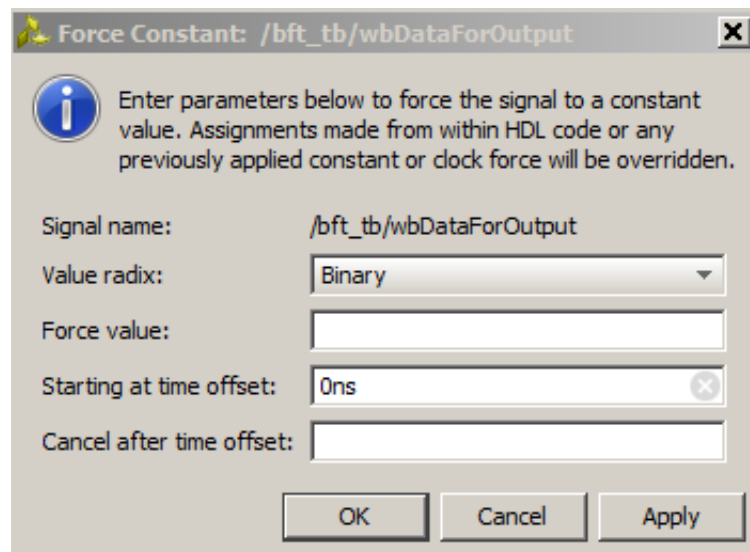 Force Constant: /bft_tb/wbDataForOutput
Enter parameters below to force the signal to a constant
value. Assignments made from within HDL code or any
previously applied constant or clock force will be overridden.
Signal name: /bft_tb/wbDataForOutput
Value radix: Binary
Force value:
Starting at time offset: 0ns
Cancel after time offset:
OK Cancel Apply